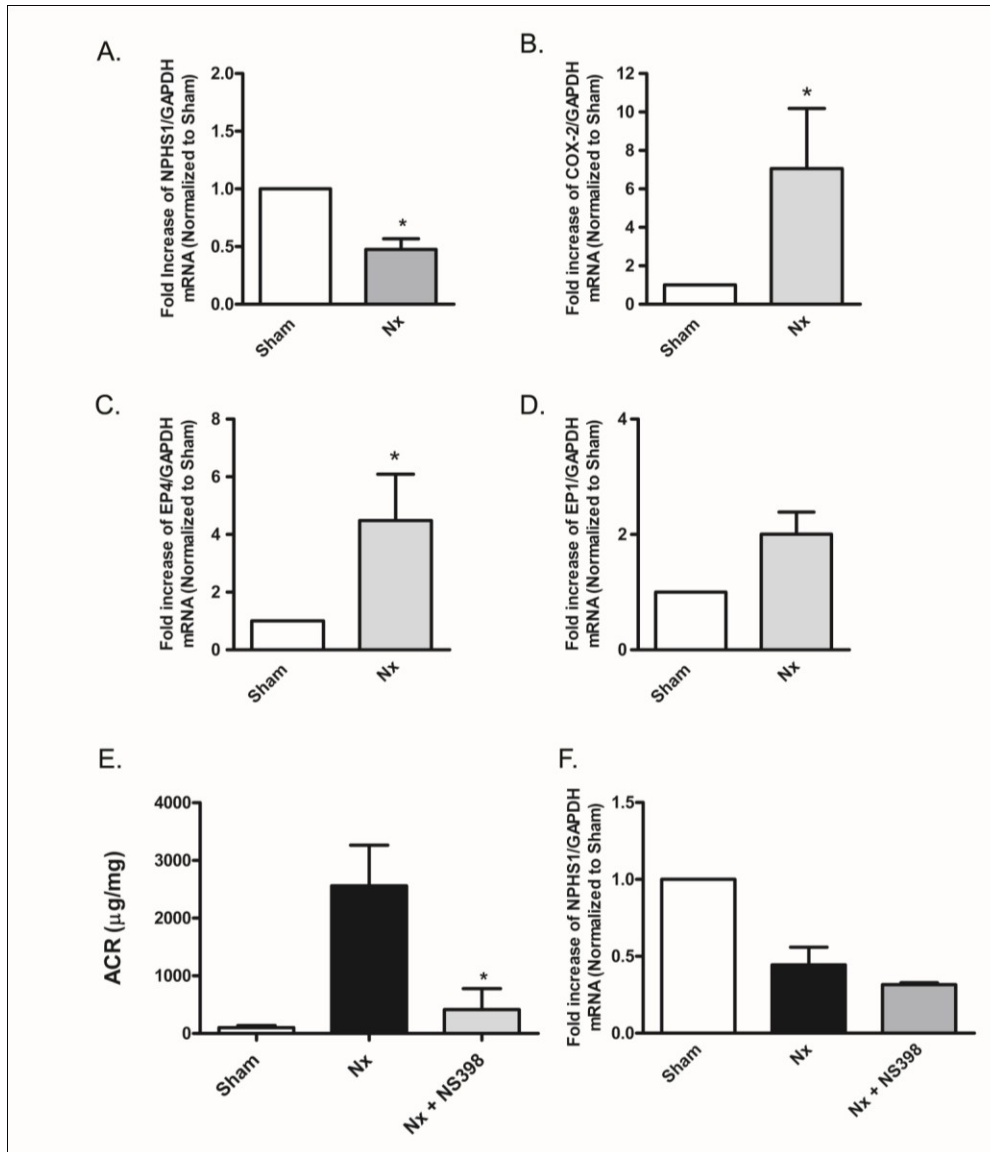 A.
Fold Increase of NPHS1/GAPDH
mRNA (Normalized to Sham)
2.0
1.5
1.0
0.5
0.0
*
Sham
Nx
B.
Fold increase of COX-2/GAPDH
mRNA (Normalized to Sham)
12
10
8
6
4
2
0
*
Sham
Nx
C.
Fold increase of EP4/GAPDH
mRNA (Normalized to Sham)
8
6
4
2
0
*
Sham
Nx
D.
Fold increase of EP1/GAPDH
mRNA (Normalized to Sham)
4
2
0
Sham
Nx
E.
ACR (μg/mg)
4000
3000
2000
1000
0
*
Sham
Nx
Nx + NS398
F.
Fold increase of NPHS1/GAPDH
mRNA (Normalized to Sham)
1.5
1.0
0.5
0.0
Sham
Nx
Nx + NS398